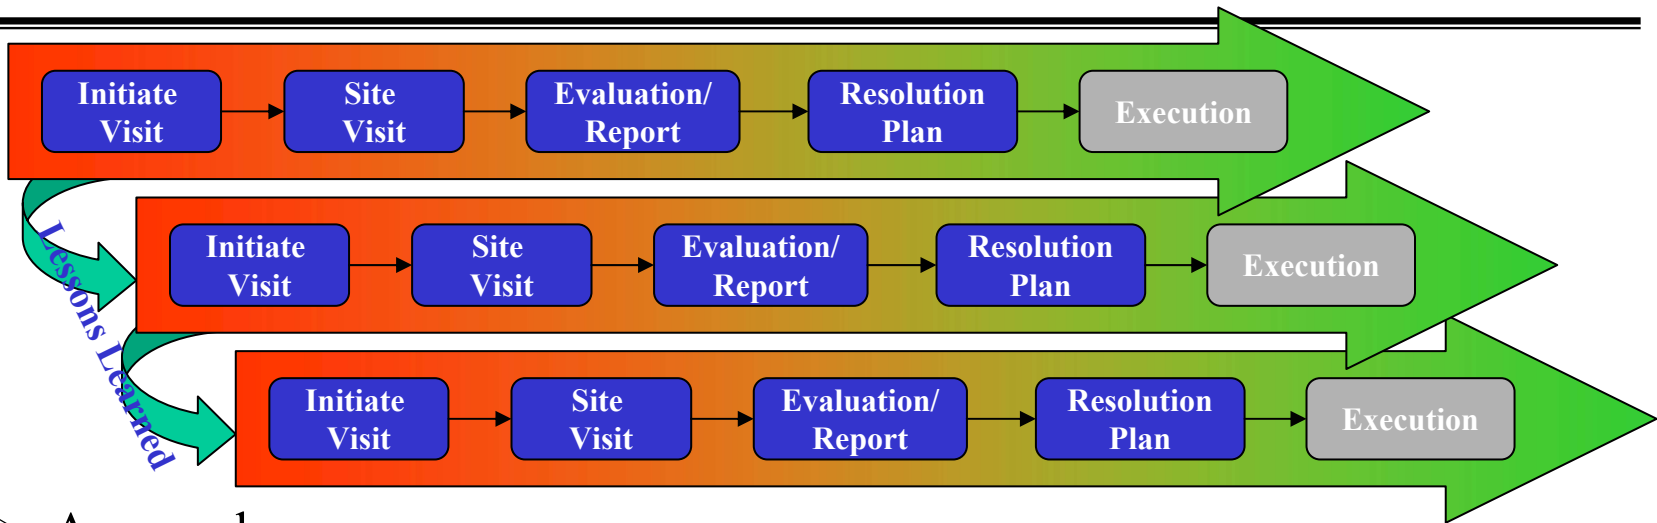 Initiate
Visit
Site
Visit
Evaluation/
Report
Resolution
Plan
Execution
Initiate
Visit
Site
Visit
Evaluation/
Report
Resolution
Plan
Execution
Lessons Learned
Initiate
Visit
Site
Visit
Evaluation/
Report
Resolution
Plan
Execution